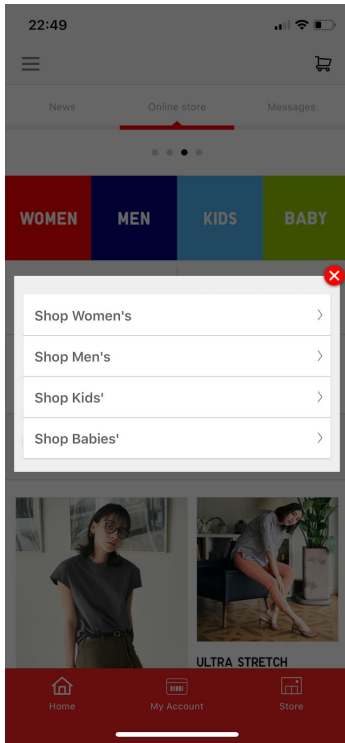 22:49
News Online store Messages
WOMEN MEN KIDS BABY
Shop Women's
Shop Men's
Shop Kids'
Shop Babies'
ULTRA STRETCH
Home My Account Store